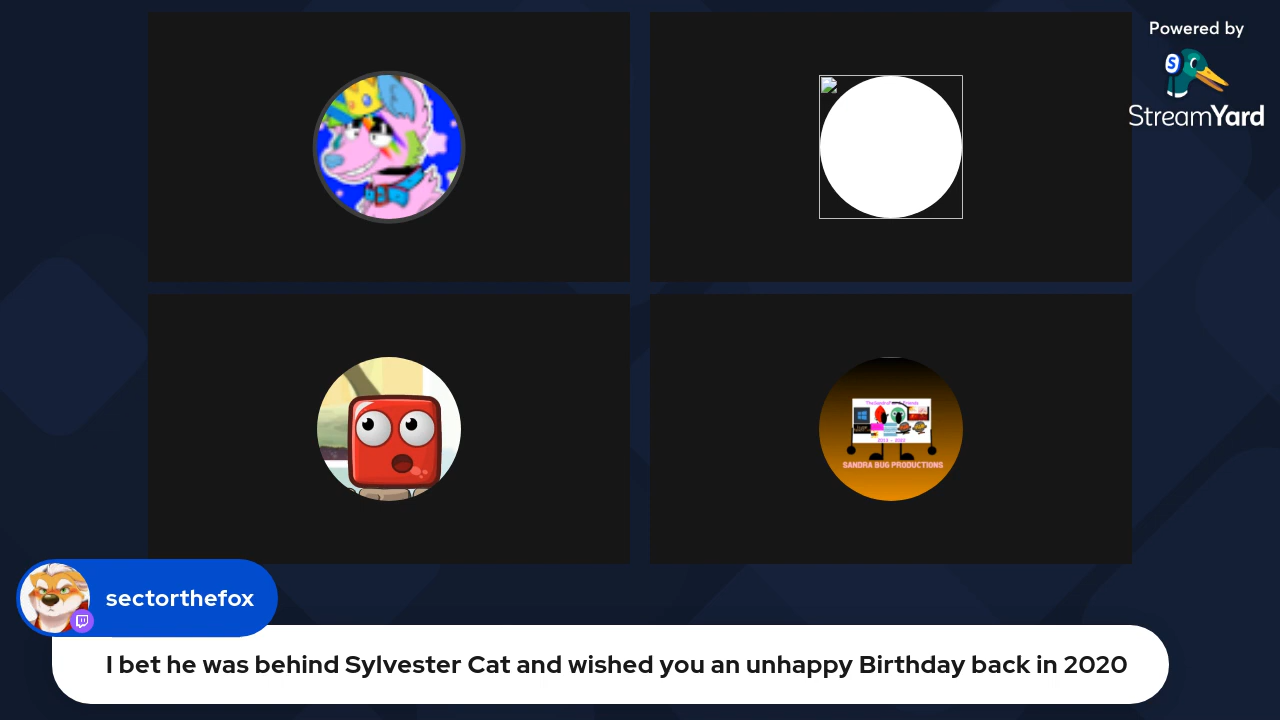 Powered by
StreamYard
SANDRA BUG PRODUCTIONS
sectorthefox
I bet he was behind Sylvester Cat and wished you an unhappy Birthday back in 2020